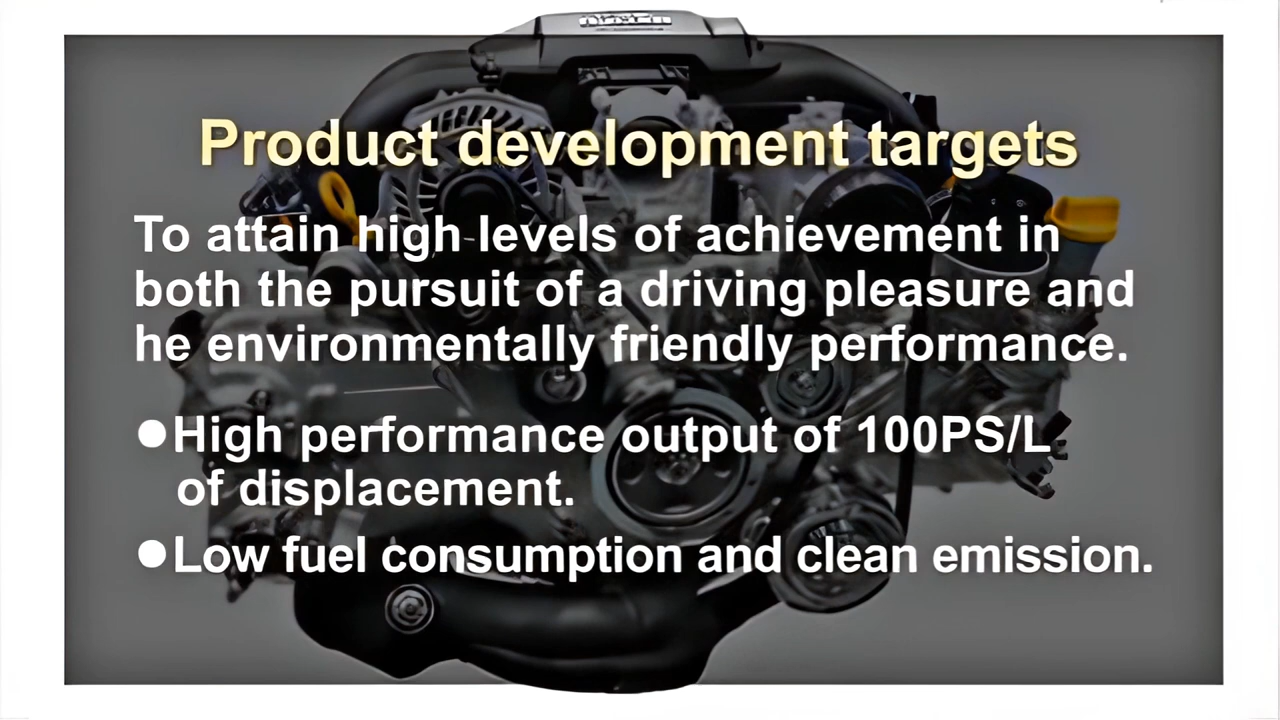 Product development targets
To attain high levels of achievement in
both the pursuit of a driving pleasure and
he environmentally friendly performance.
●High performance output of 100PS/L
of displacement.
●Low fuel consumption and clean emission.